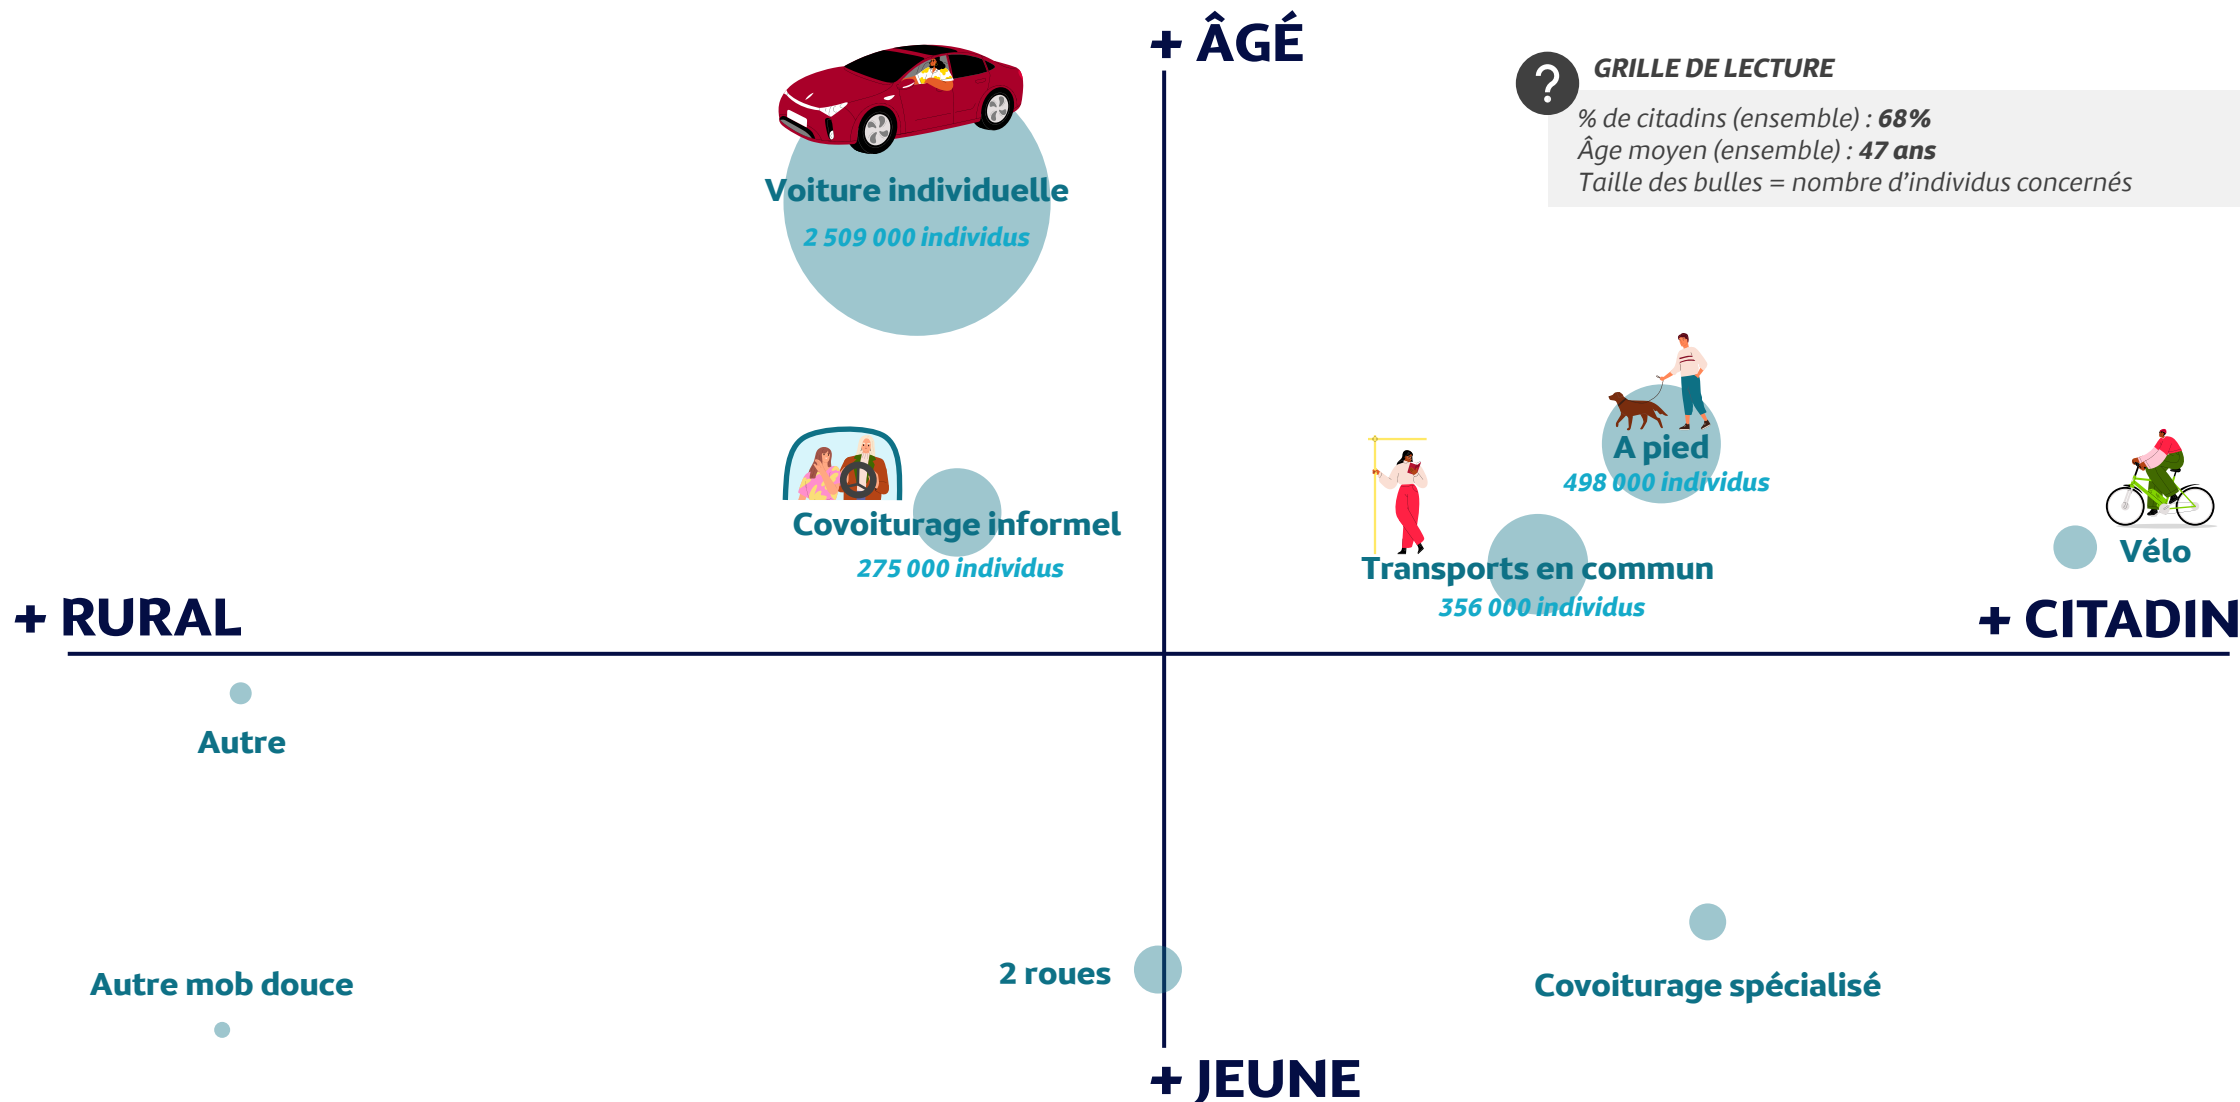 + ÂGÉ
?
GRILLE DE LECTURE
% de citadins (ensemble) : 68%
Âge moyen (ensemble) : 47 ans
Taille des bulles = nombre d’individus concernés
Voiture individuelle
2 509 000 individus
A pied
498 000 individus
Covoiturage informel
275 000 individus
Transports en commun
356 000 individus
Vélo
+ RURAL
+ CITADIN
Autre
Autre mob douce
2 roues
Covoiturage spécialisé
+ JEUNE